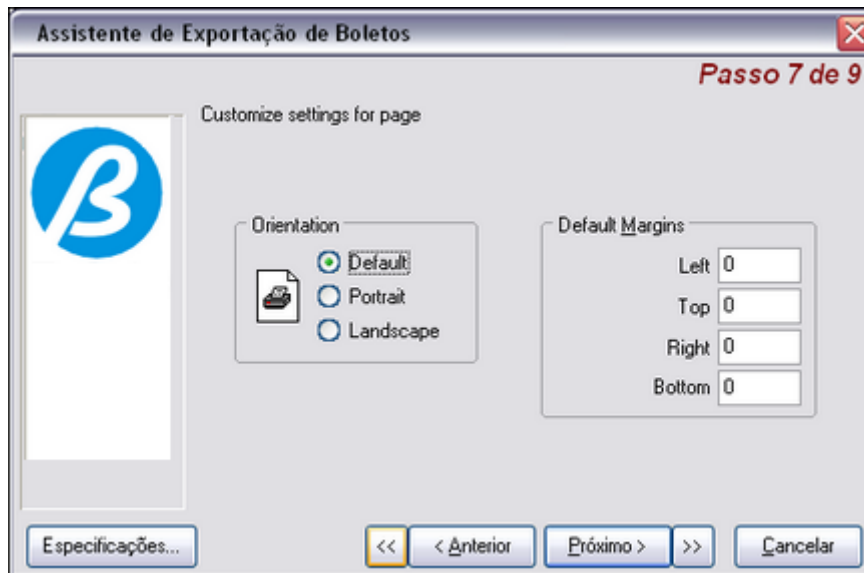 Assistente de Exportação de Boletos
Passo 7 de 9
Customize settings for page
Orientation
Default
Portrait
Landscape
Default Margins
Left 0
Top 0
Right 0
Bottom 0
Especificações... << < Anterior Próximo > >> Cancelar